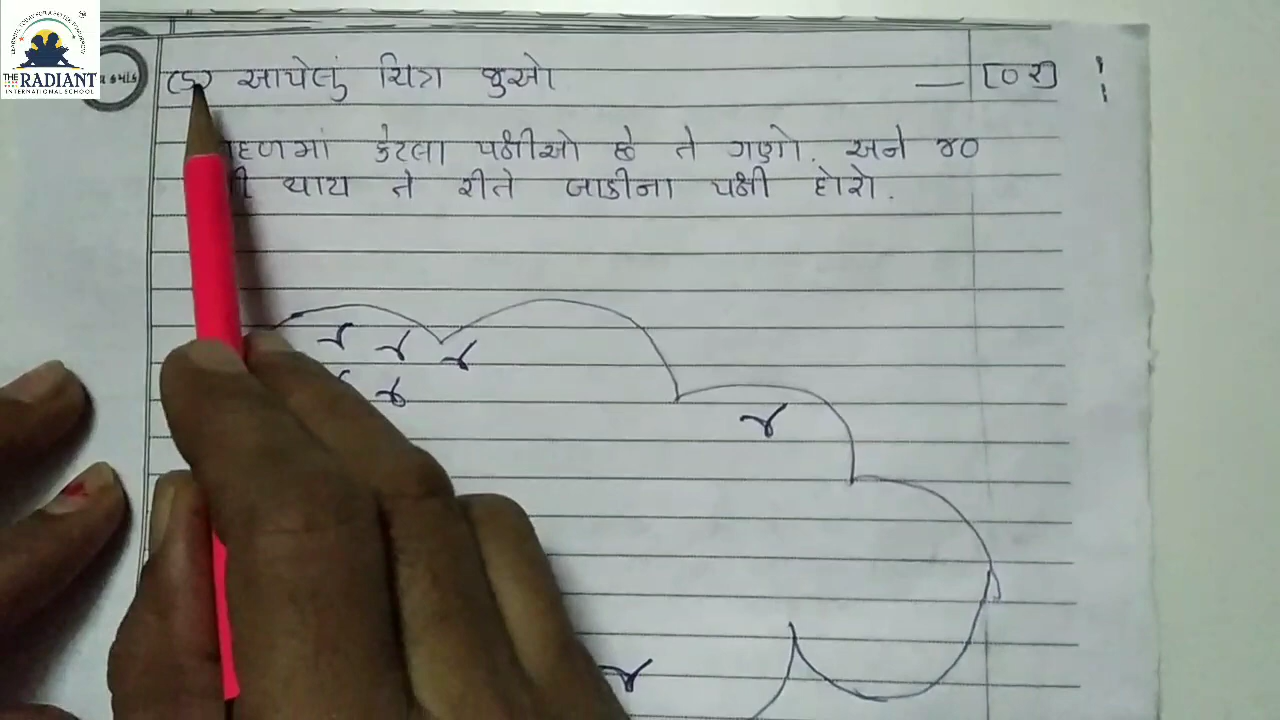 (ડ) આપેલું ચિત્ર જુઓ — [૦૨]
કેટલા પક્ષીઓ છે તે ગણો. અને ૪૦
થાય તે રીતે બાકીના પક્ષી દોરો.
THE RADIANT
INTERNATIONAL SCHOOL